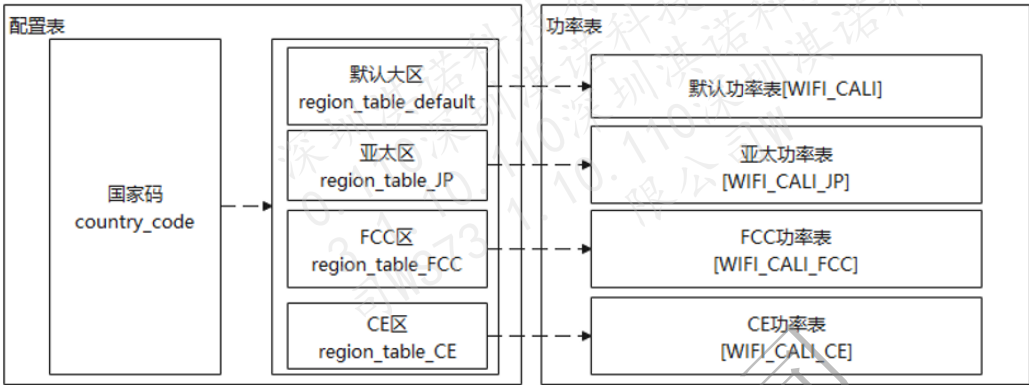 配置表
国家码
country_code
默认大区
region_table_default
亚太区
region_table_JP
FCC区
region_table_FCC
CE区
region_table_CE
功率表
默认功率表[WIFI_CALI]
亚太功率表
[WIFI_CALI_JP]
FCC功率表
[WIFI_CALI_FCC]
CE功率表
[WIFI_CALI_CE]